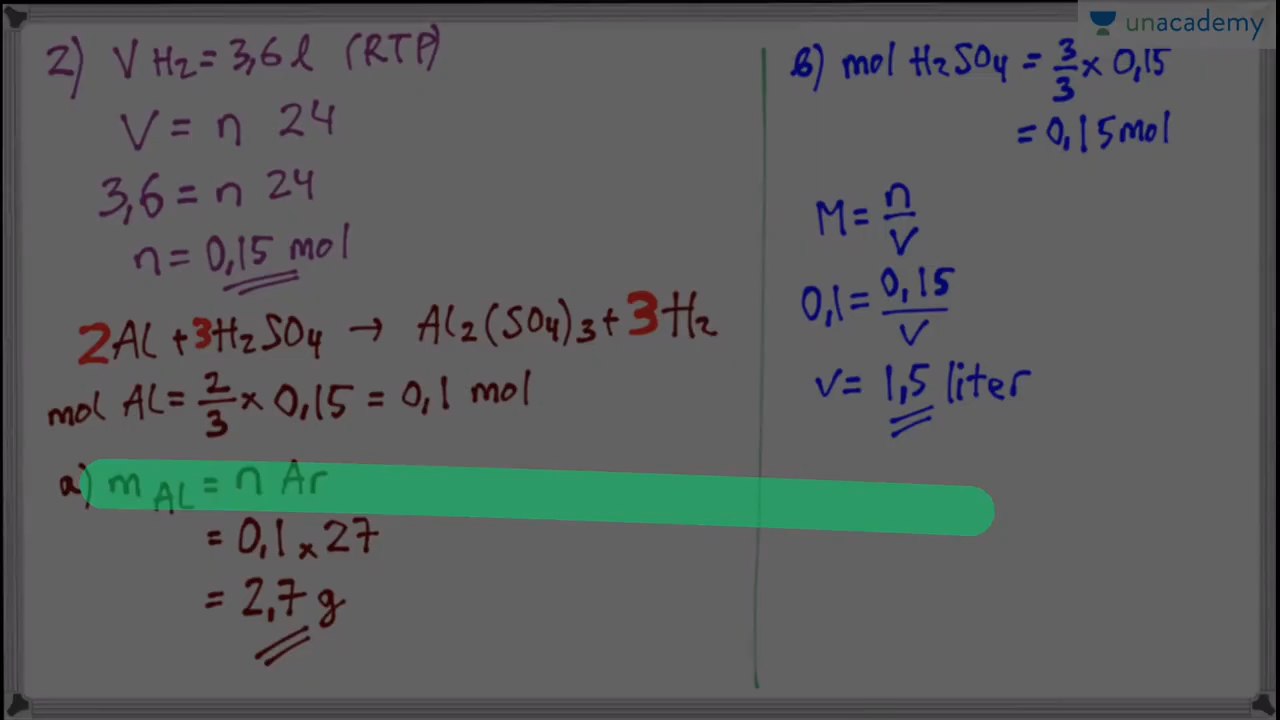 unacademy
2) V H₂ = 3,6 l (RTP)
V = n 24
3,6 = n 24
n = 0,15 mol
2Al + 3H₂SO₄ → Al₂(SO₄)₃ + 3H₂
mol Al = 2/3 × 0,15 = 0,1 mol
a) m AL = n Ar
= 0,1 × 27
= 2,7 g
b) mol H₂SO₄ = 3/3 × 0,15
= 0,15 mol
M = n/V
0,1 = 0,15/V
v = 1,5 liter